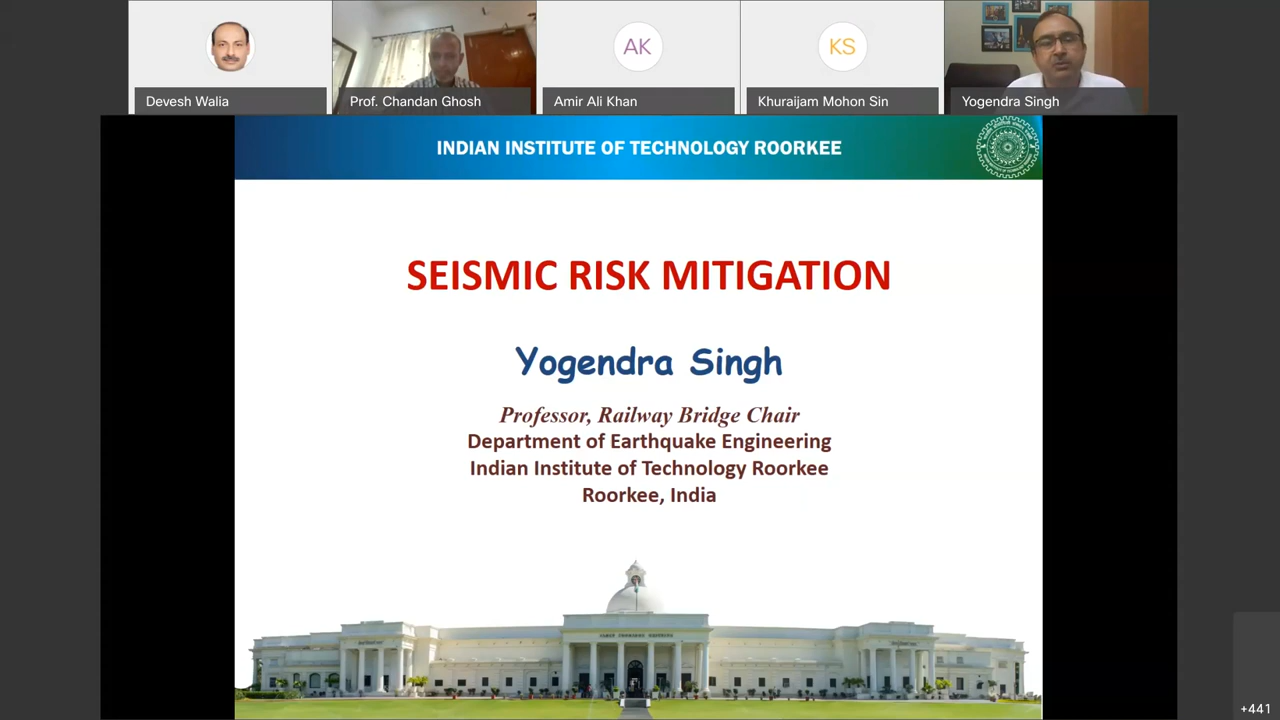 AK
KS
Devesh Walia
Prof. Chandan Ghosh
Amir Ali Khan
Khuraijam Mohon Sin
Yogendra Singh
INDIAN INSTITUTE OF TECHNOLOGY ROORKEE
SEISMIC RISK MITIGATION
Yogendra Singh
Professor, Railway Bridge Chair
Department of Earthquake Engineering
Indian Institute of Technology Roorkee
Roorkee, India
+441